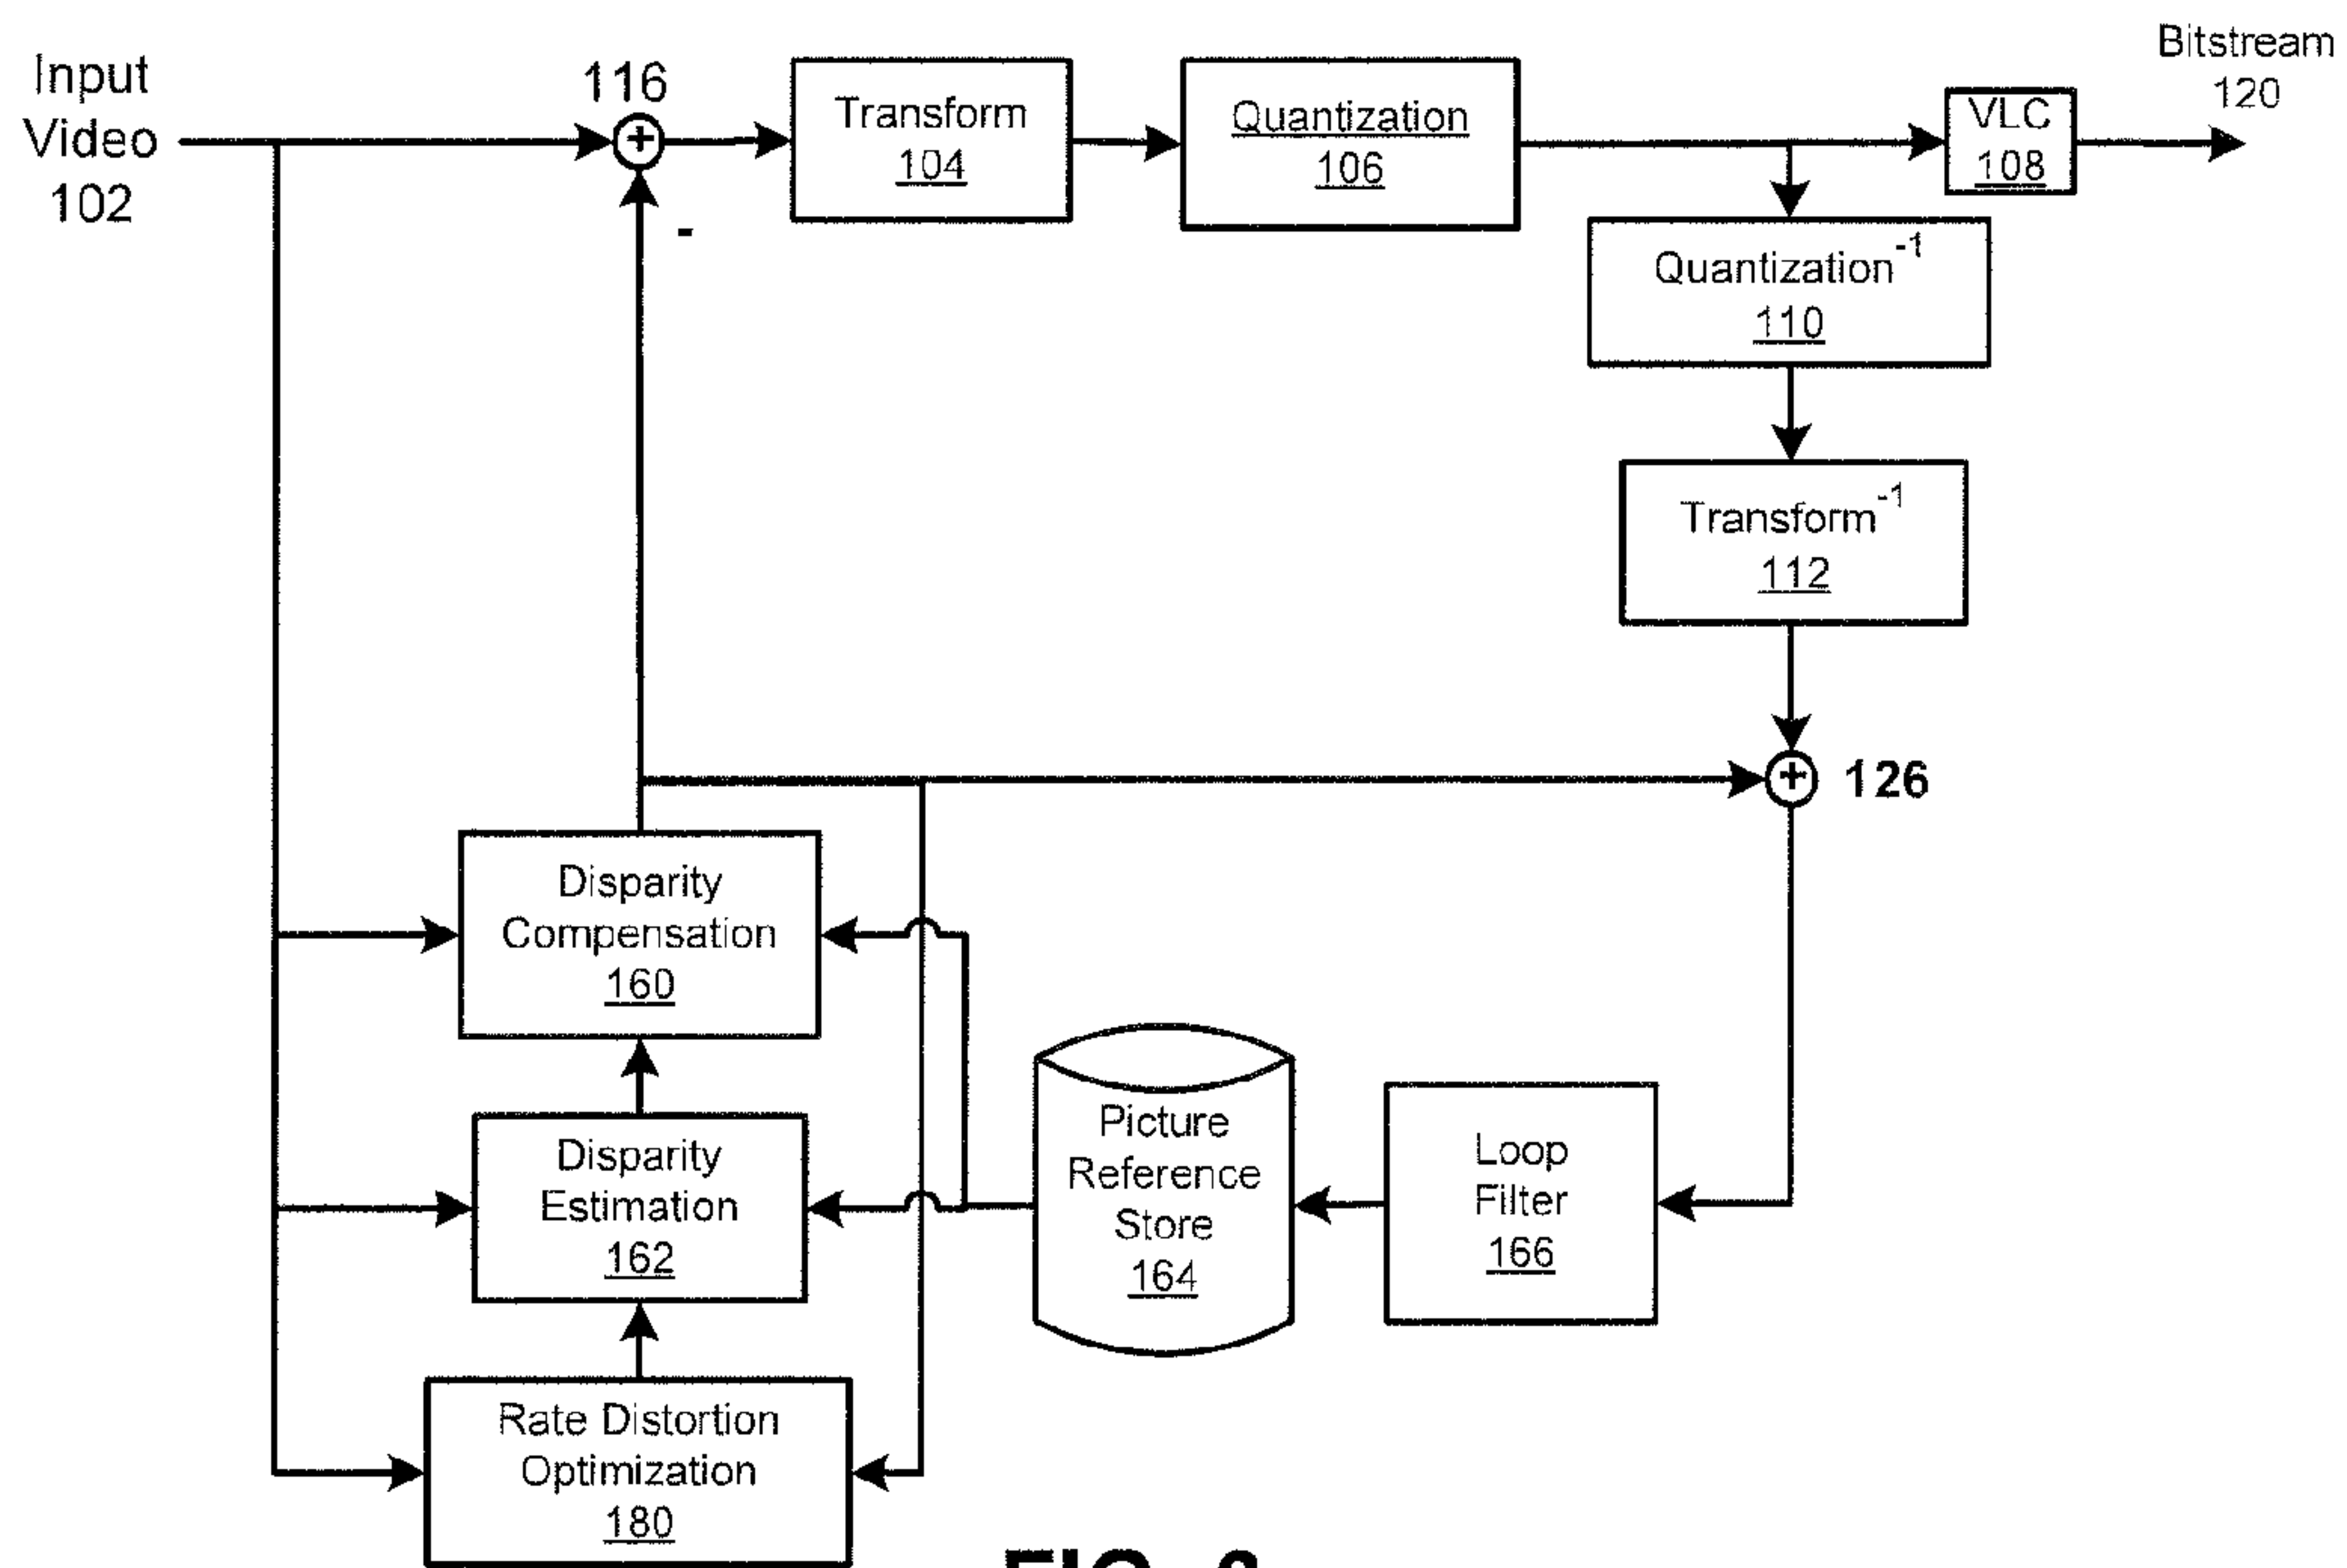 Input
Video
102
116
-
+
Transform
104
Quantization
106
VLC
108
Bitstream
120
Quantization-1
110
Transform-1
112
+
126
Disparity
Compensation
160
Disparity
Estimation
162
Picture
Reference
Store
164
Loop
Filter
166
Rate Distortion
Optimization
180